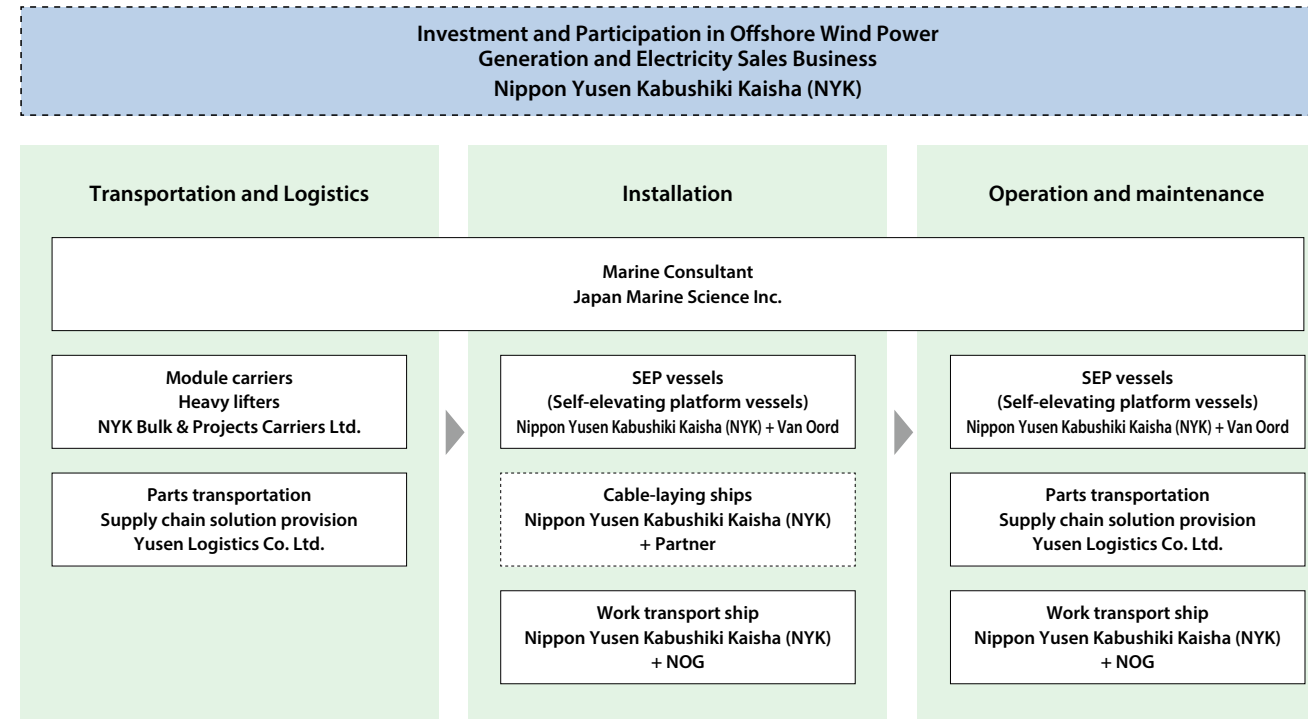 Investment and Participation in Offshore Wind Power
Generation and Electricity Sales Business
Nippon Yusen Kabushiki Kaisha (NYK)
Transportation and Logistics
Installation
Operation and maintenance
Marine Consultant
Japan Marine Science Inc.
Module carriers
Heavy lifters
NYK Bulk & Projects Carriers Ltd.
Parts transportation
Supply chain solution provision
Yusen Logistics Co. Ltd.
SEP vessels
(Self-elevating platform vessels)
Nippon Yusen Kabushiki Kaisha (NYK) + Van Oord
Cable-laying ships
Nippon Yusen Kabushiki Kaisha (NYK)
+ Partner
Work transport ship
Nippon Yusen Kabushiki Kaisha (NYK)
+ NOG
SEP vessels
(Self-elevating platform vessels)
Nippon Yusen Kabushiki Kaisha (NYK) + Van Oord
Parts transportation
Supply chain solution provision
Yusen Logistics Co. Ltd.
Work transport ship
Nippon Yusen Kabushiki Kaisha (NYK)
+ NOG